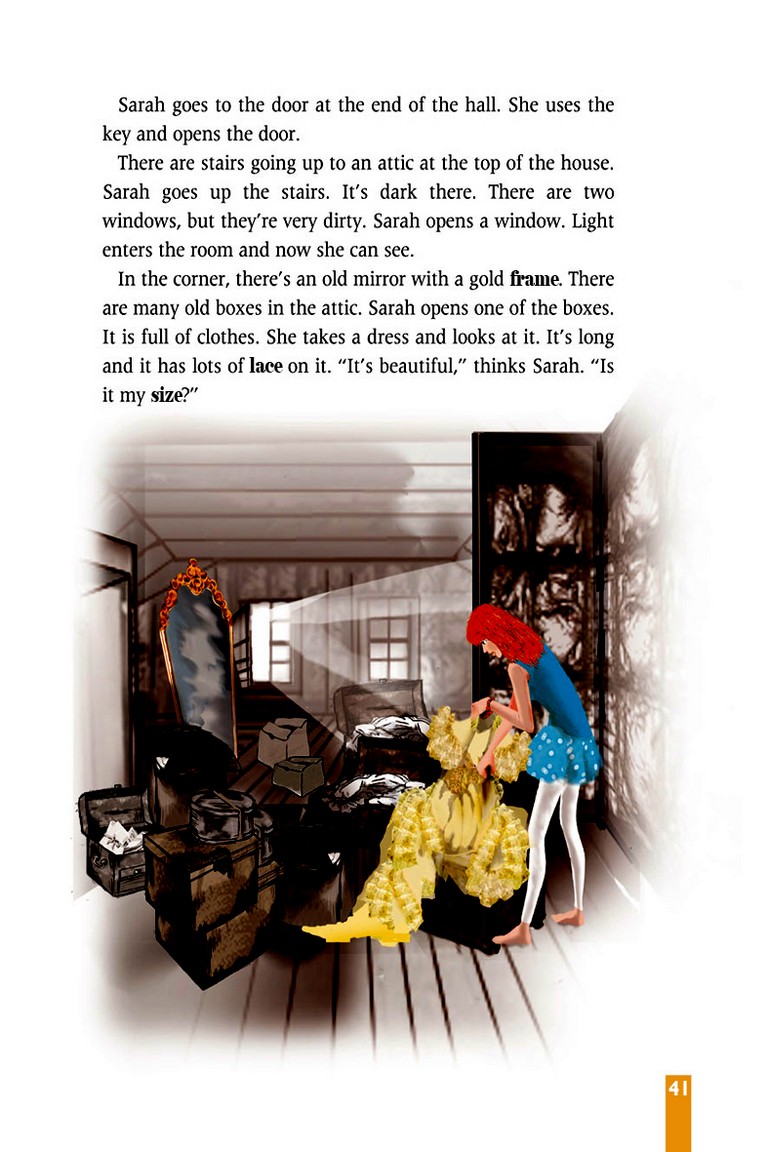 Sarah goes to the door at the end of the hall. She uses the
key and opens the door.
There are stairs going up to an attic at the top of the house.
Sarah goes up the stairs. It’s dark there. There are two
windows, but they’re very dirty. Sarah opens a window. Light
enters the room and now she can see.
In the corner, there’s an old mirror with a gold frame. There
are many old boxes in the attic. Sarah opens one of the boxes.
It is full of clothes. She takes a dress and looks at it. It’s long
and it has lots of lace on it. “It’s beautiful,” thinks Sarah. “Is
it my size?”
41